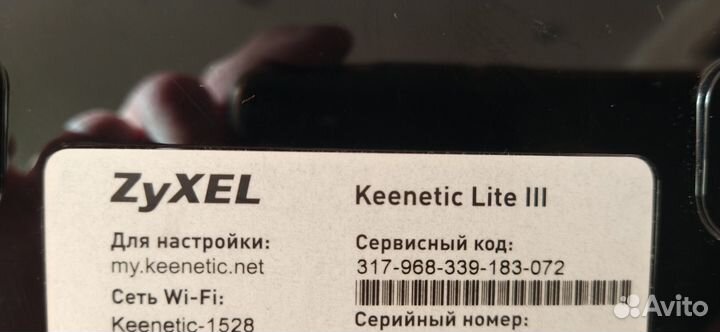 ZyXEL
Keenetic Lite III
Для настройки:
my.keenetic.net
Сеть Wi-Fi:
Keenetic-1528
Сервисный код:
317-968-339-183-072
Серийный номер:
Avito